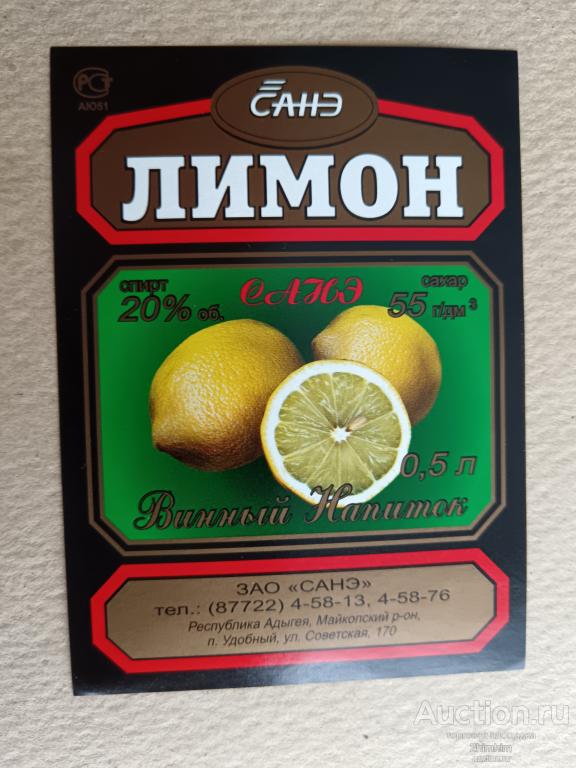 АЮ51
САНЭ
ЛИМОН
спирт
20% об.
САНЭ
сахар
55 г/дм³
0,5 л
Винный Напиток
ЗАО «САНЭ»
тел.: (87722) 4-58-13, 4-58-76
Республика Адыгея, Майкопский р-он,
п. Удобный, ул. Советская, 170
Auction.ru